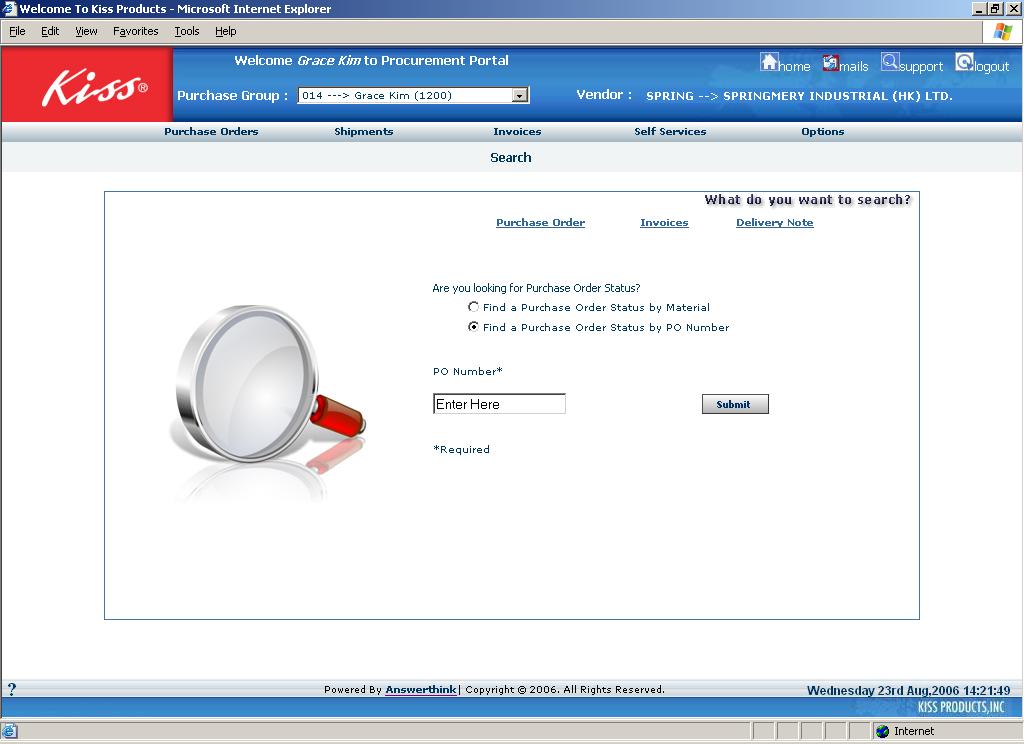 Welcome To Kiss Products - Microsoft Internet Explorer
File Edit View Favorites Tools Help
Kiss®
Welcome Grace Kim to Procurement Portal
home mails support logout
Purchase Group : 014 ---> Grace Kim (1200) Vendor : SPRING --> SPRINGMERY INDUSTRIAL (HK) LTD.
Purchase Orders Shipments Invoices Self Services Options
Search
What do you want to search?
Purchase Order Invoices Delivery Note
Are you looking for Purchase Order Status?
Find a Purchase Order Status by Material
Find a Purchase Order Status by PO Number
PO Number*
Enter Here Submit
*Required
? Powered By Answerthink| Copyright © 2006. All Rights Reserved. Wednesday 23rd Aug,2006 14:21:49
KISS PRODUCTS,INC
Internet